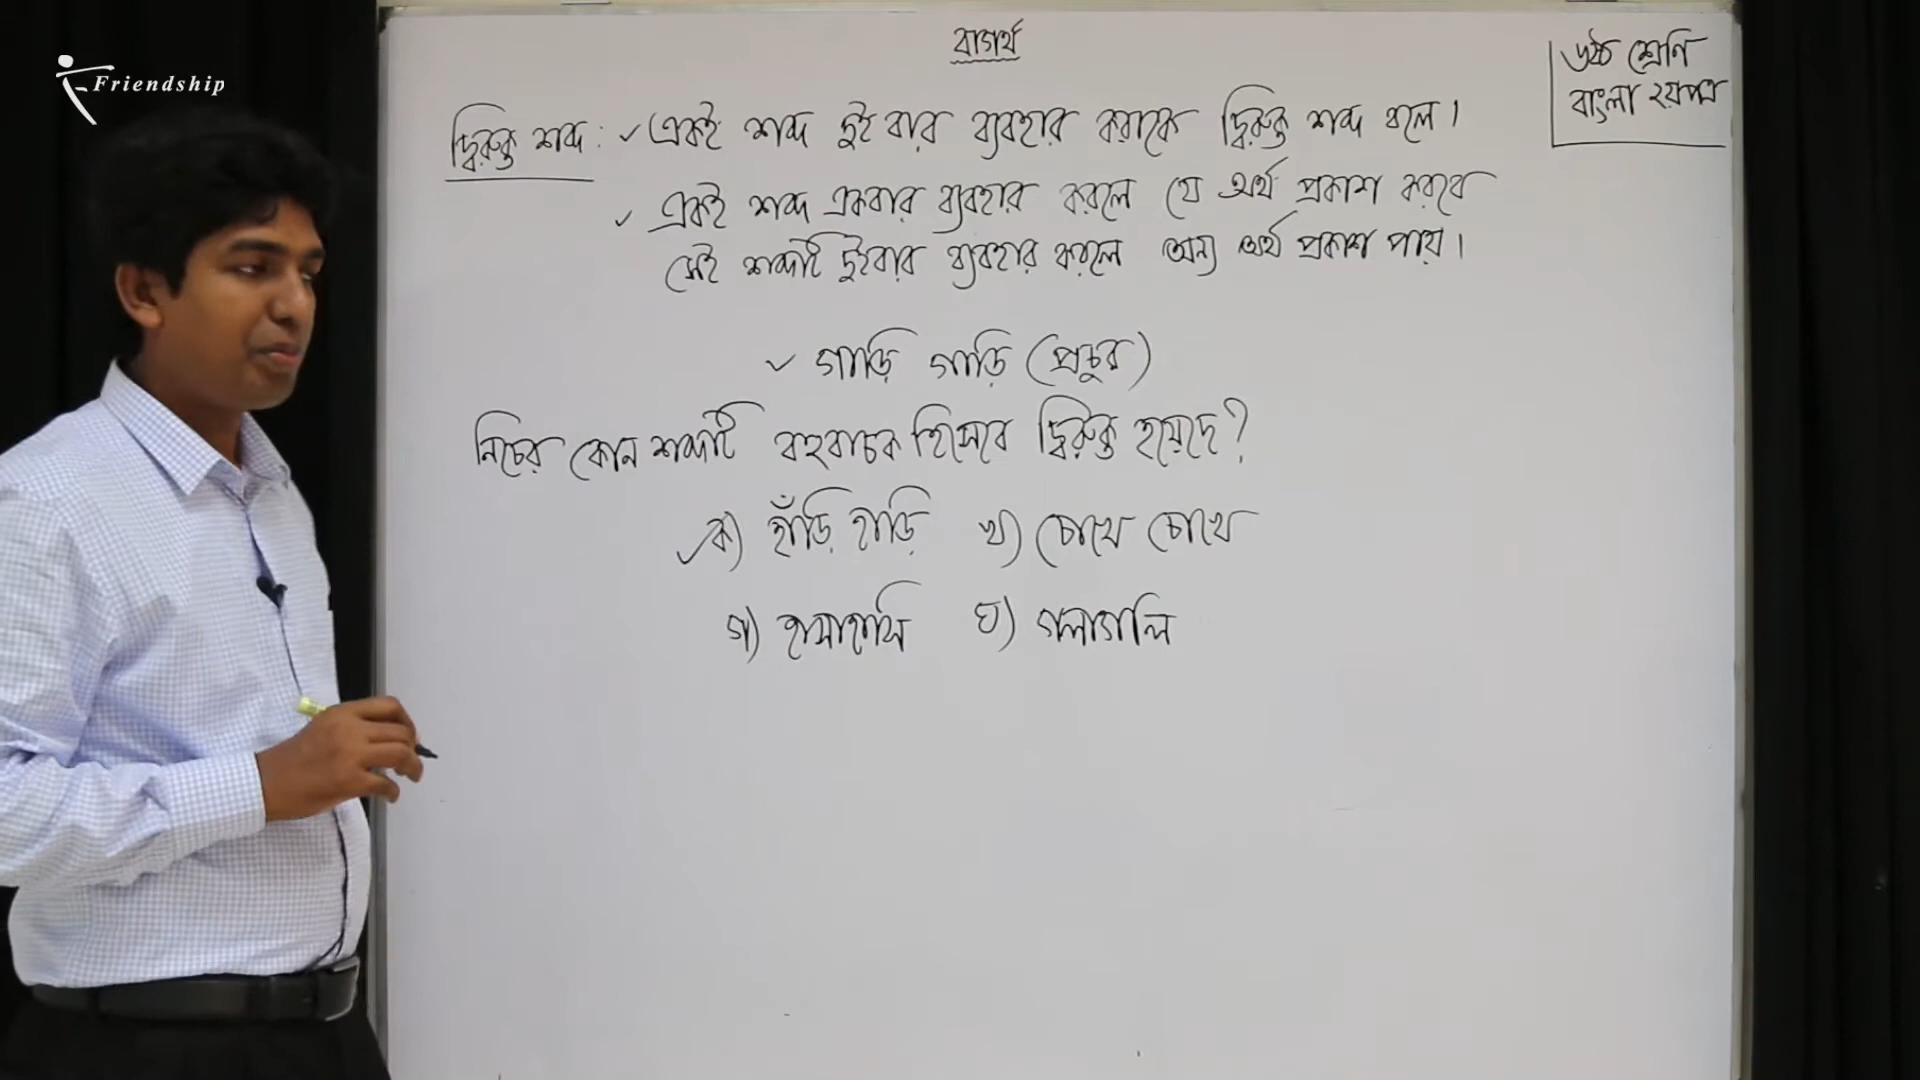 Friendship
বাগর্থ
৬ষ্ঠ শ্রেণি
বাংলা ২য়পত্র
দ্বিরুক্ত শব্দ : ✓ একই শব্দ দুই বার ব্যবহার করাকে দ্বিরুক্ত শব্দ বলে।
✓ একই শব্দ একবার ব্যবহার করলে যে অর্থ প্রকাশ করবে
সেই শব্দটি দুইবার ব্যবহার করলে অন্য অর্থ প্রকাশ পায়।
✓ গাড়ি গাড়ি (প্রচুর)
নিচের কোন শব্দটি বহুবাচক হিসেবে দ্বিরুক্ত হয়েছে?
✓ ক) হাঁড়ি হাড়ি খ) চোখে চোখে
গ) হাসাহাসি ঘ) গলাগলি